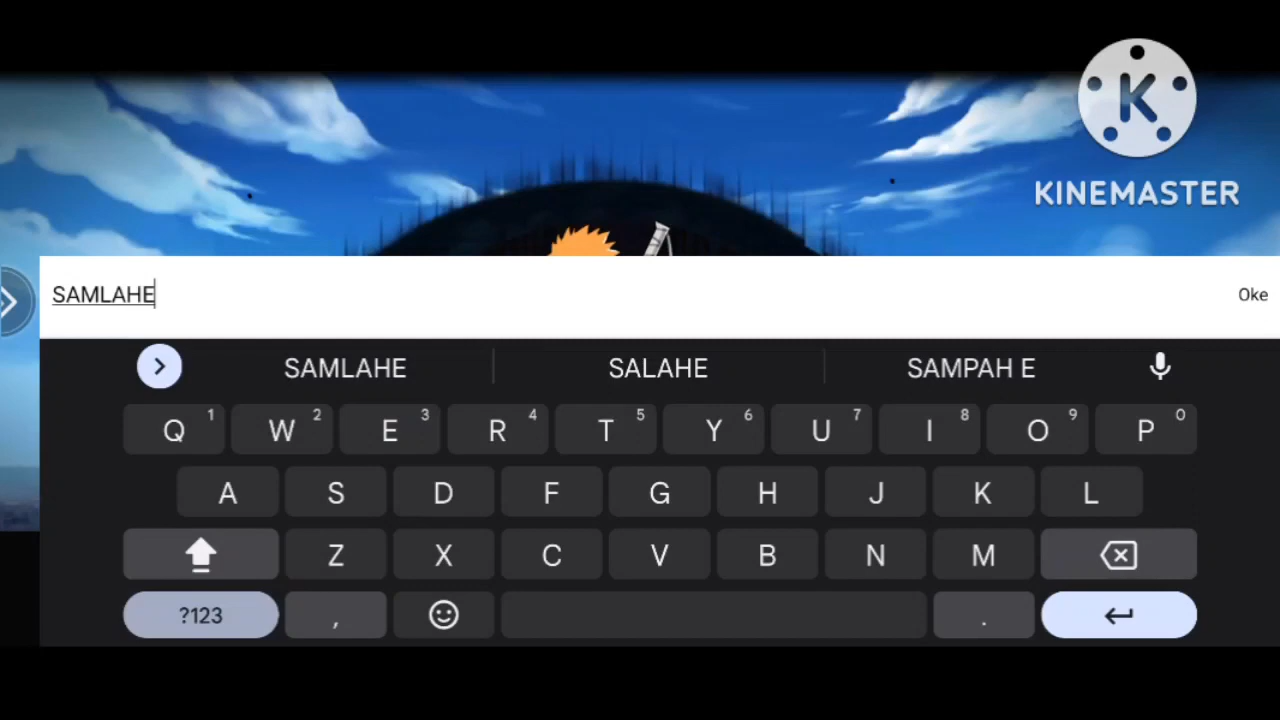 K
KINEMASTER
SAMLAHE
Oke
SAMLAHE SALAHE SAMPAH E
Q 1 W 2 E 3 R 4 T 5 Y 6 U 7 I 8 O 9 P 0
A S D F G H J K L
Z X C V B N M
?123 , .